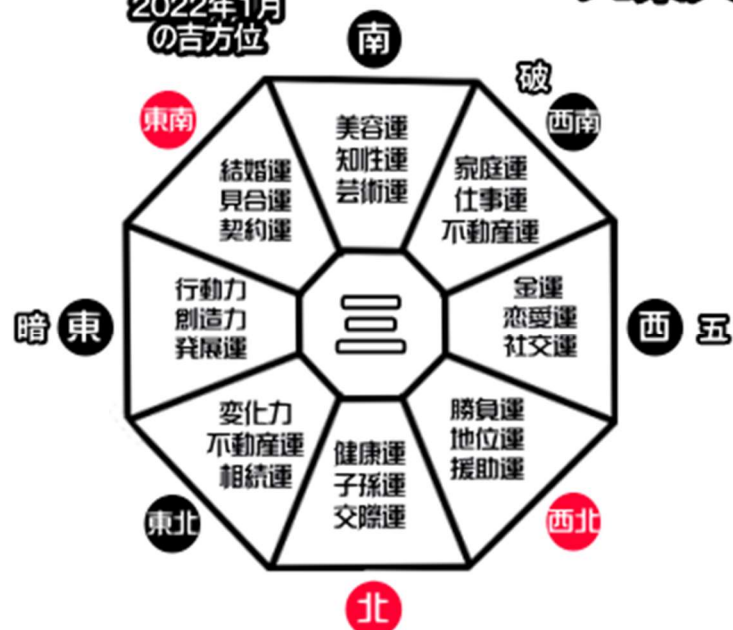 2022年1月
の吉方位
南
破
東南
西南
美容運
知性運
芸術運
結婚運
見合運
契約運
家庭運
仕事運
不動産運
行動力
創造力
発展運
金運
恋愛運
社交運
暗
東
三
西
五
変化力
不動産運
相続運
健康運
子孫運
交際運
勝負運
地位運
援助運
東北
西北
北